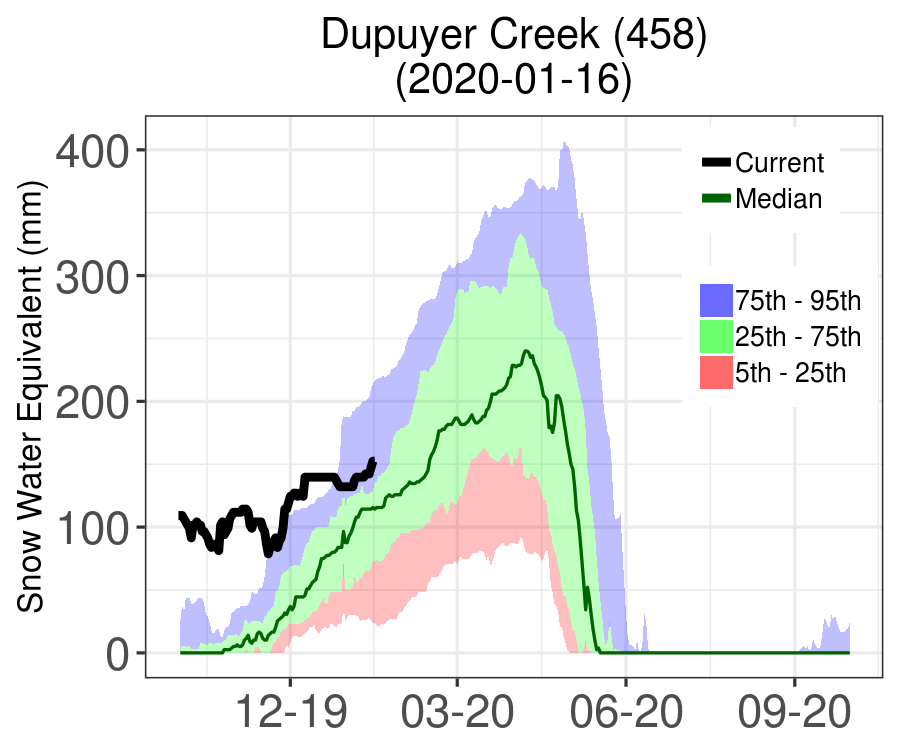 Dupuyer Creek (458)
(2020-01-16)
Snow Water Equivalent (mm)
400
300
200
100
0
12-19
03-20
06-20
09-20
Current
Median
75th - 95th
25th - 75th
5th - 25th